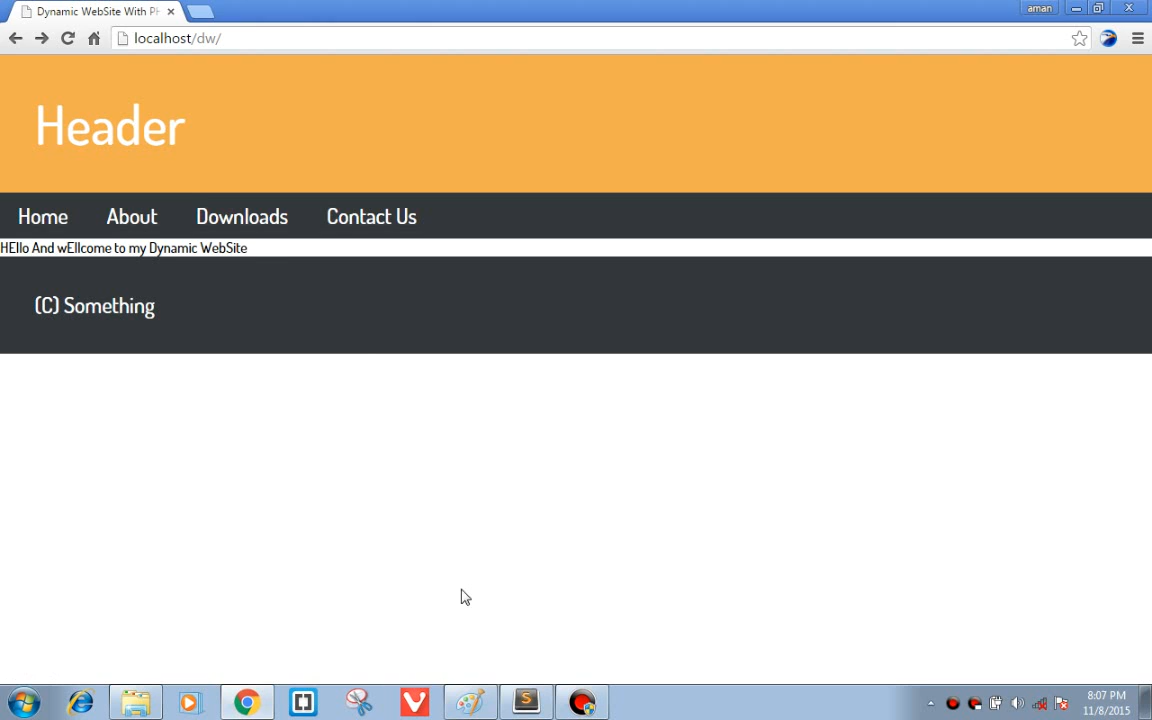 Dynamic WebSite With PH
aman
localhost/dw/
Header
Home About Downloads Contact Us
HEllo And wEllcome to my Dynamic WebSite
(C) Something
8:07 PM
11/8/2015